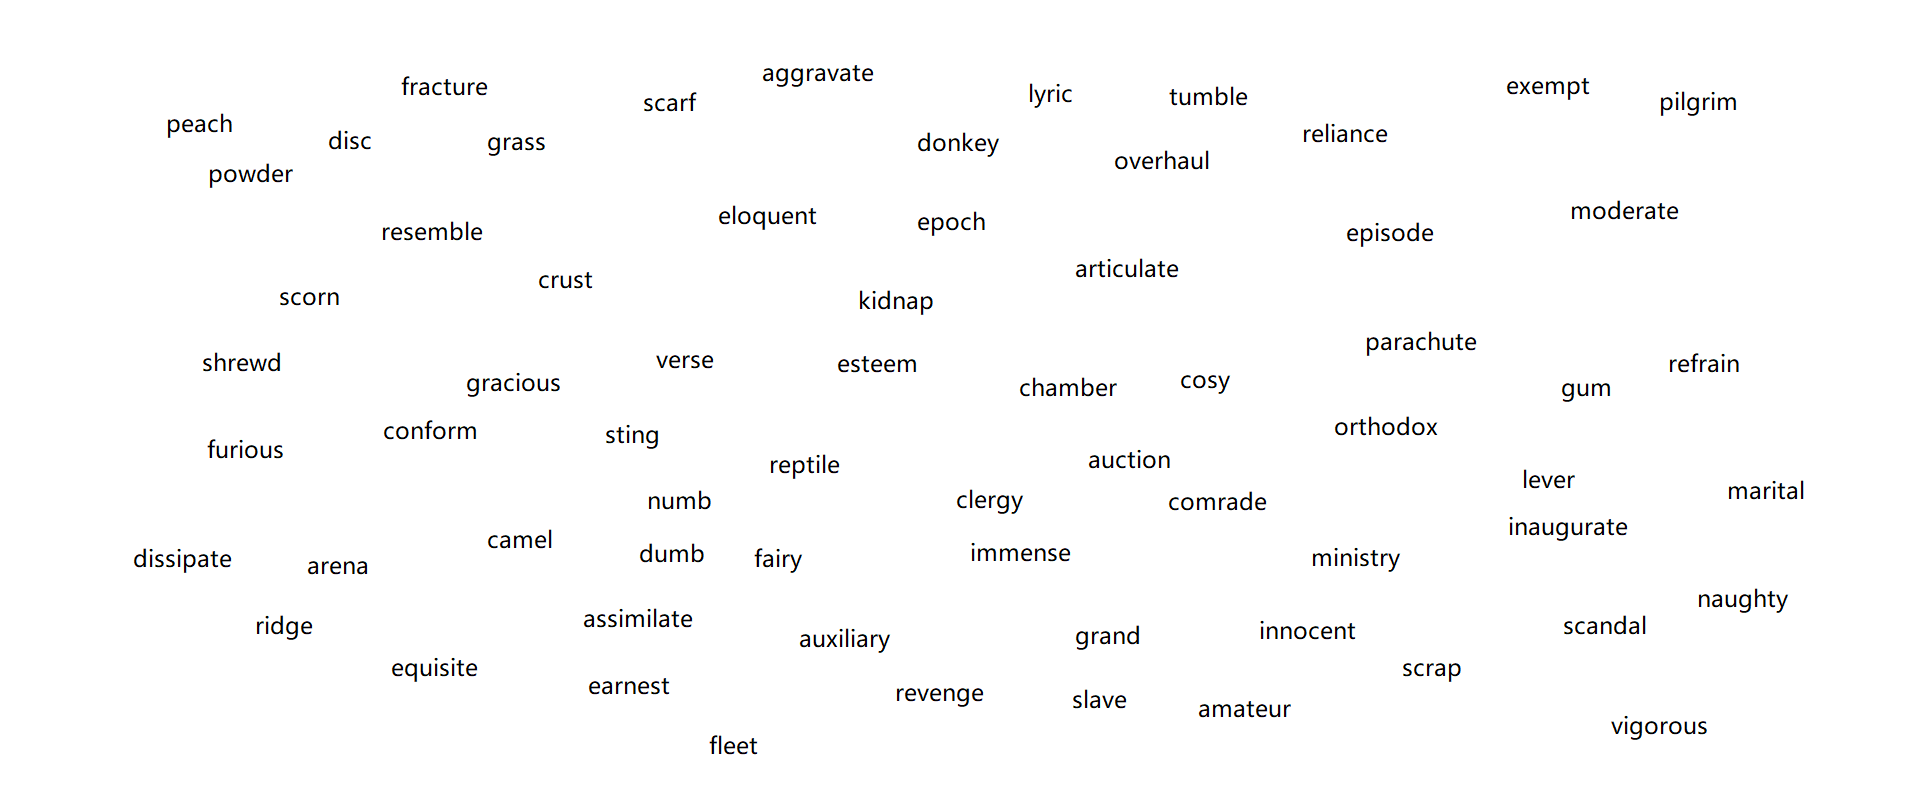 aggravate
fracture
exempt
lyric
tumble
scarf
pilgrim
peach
reliance
disc
grass
donkey
overhaul
powder
moderate
eloquent
epoch
resemble
episode
articulate
crust
scorn
kidnap
parachute
verse
shrewd
esteem
refrain
cosy
gracious
chamber
gum
orthodox
conform
sting
furious
auction
reptile
lever
marital
clergy
numb
comrade
inaugurate
camel
immense
dumb
ministry
dissipate
fairy
arena
naughty
assimilate
ridge
scandal
innocent
grand
auxiliary
equisite
scrap
earnest
revenge
slave
amateur
vigorous
fleet